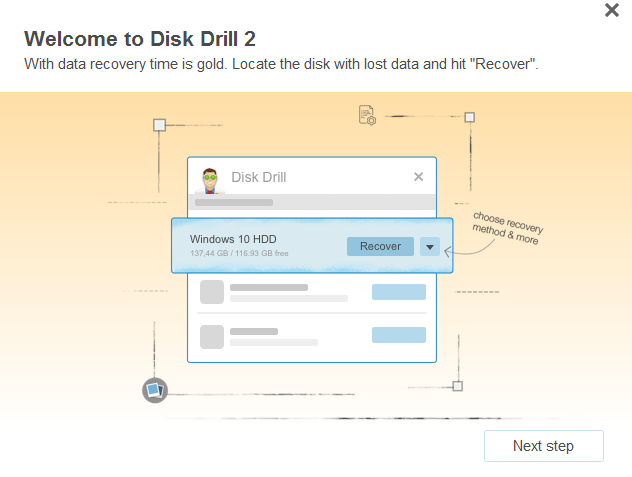 Welcome to Disk Drill 2
With data recovery time is gold. Locate the disk with lost data and hit "Recover".
Disk Drill
Windows 10 HDD
137.44 GB / 116.93 GB free
Recover
choose recovery
method & more
Next step